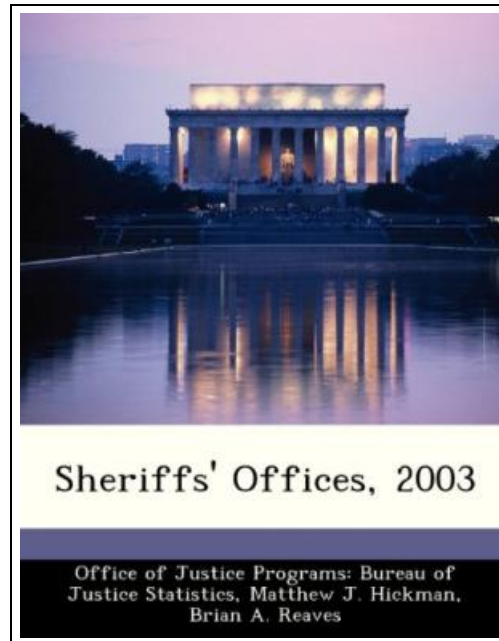 Sheriffs' Offices, 2003
Office of Justice Programs: Bureau of
Justice Statistics, Matthew J. Hickman,
Brian A. Reaves